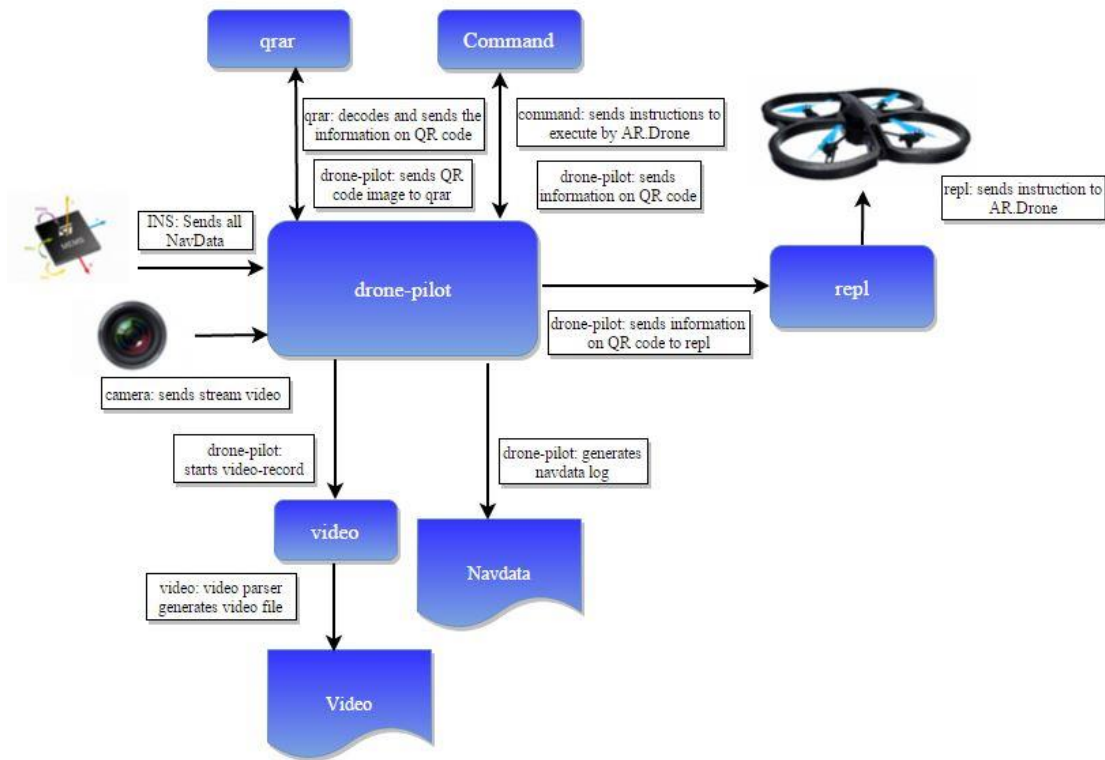 qrar
Command
qrar: decodes and sends the
information on QR code
command: sends instructions to
execute by AR.Drone
drone-pilot: sends QR
code image to qrar
drone-pilot: sends
information on QR code
repl: sends instruction to
AR.Drone
INS: Sends all
NavData
MEMS
drone-pilot
repl
drone-pilot: sends information
on QR code to repl
camera: sends stream video
drone-pilot:
starts video-record
drone-pilot: generates
navdata log
video
Navdata
video: video parser
generates video file
Video